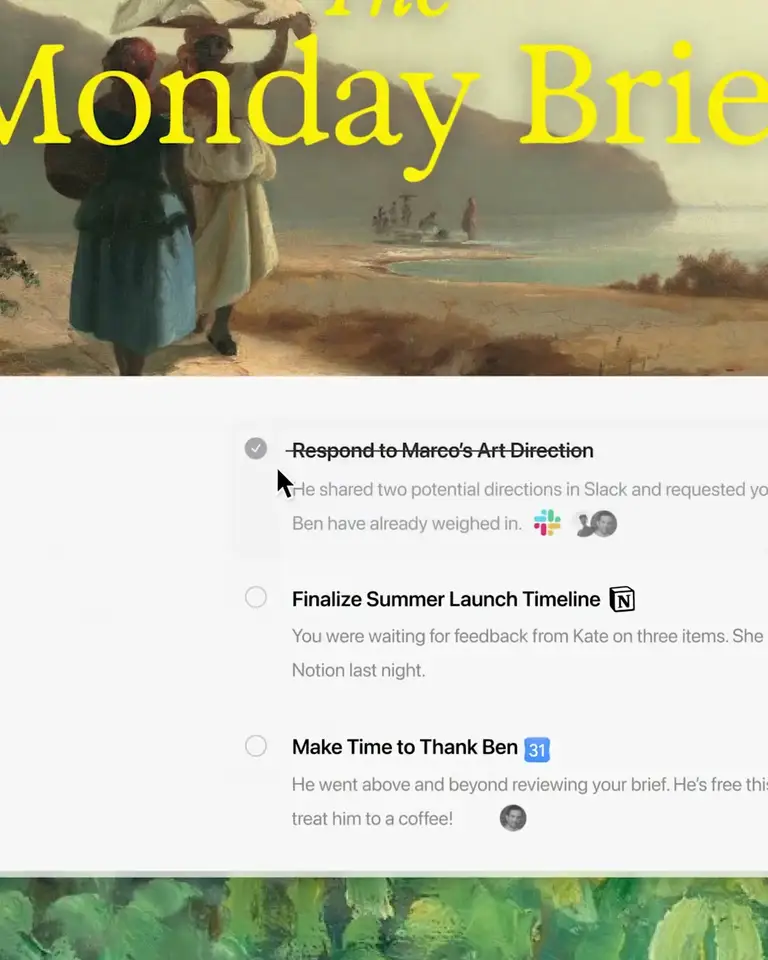 The
Monday Brie
Respond to Marco's Art Direction
He shared two potential directions in Slack and requested yo
Ben have already weighed in.
Finalize Summer Launch Timeline N
You were waiting for feedback from Kate on three items. She
Notion last night.
Make Time to Thank Ben 31
He went above and beyond reviewing your brief. He's free this
treat him to a coffee!